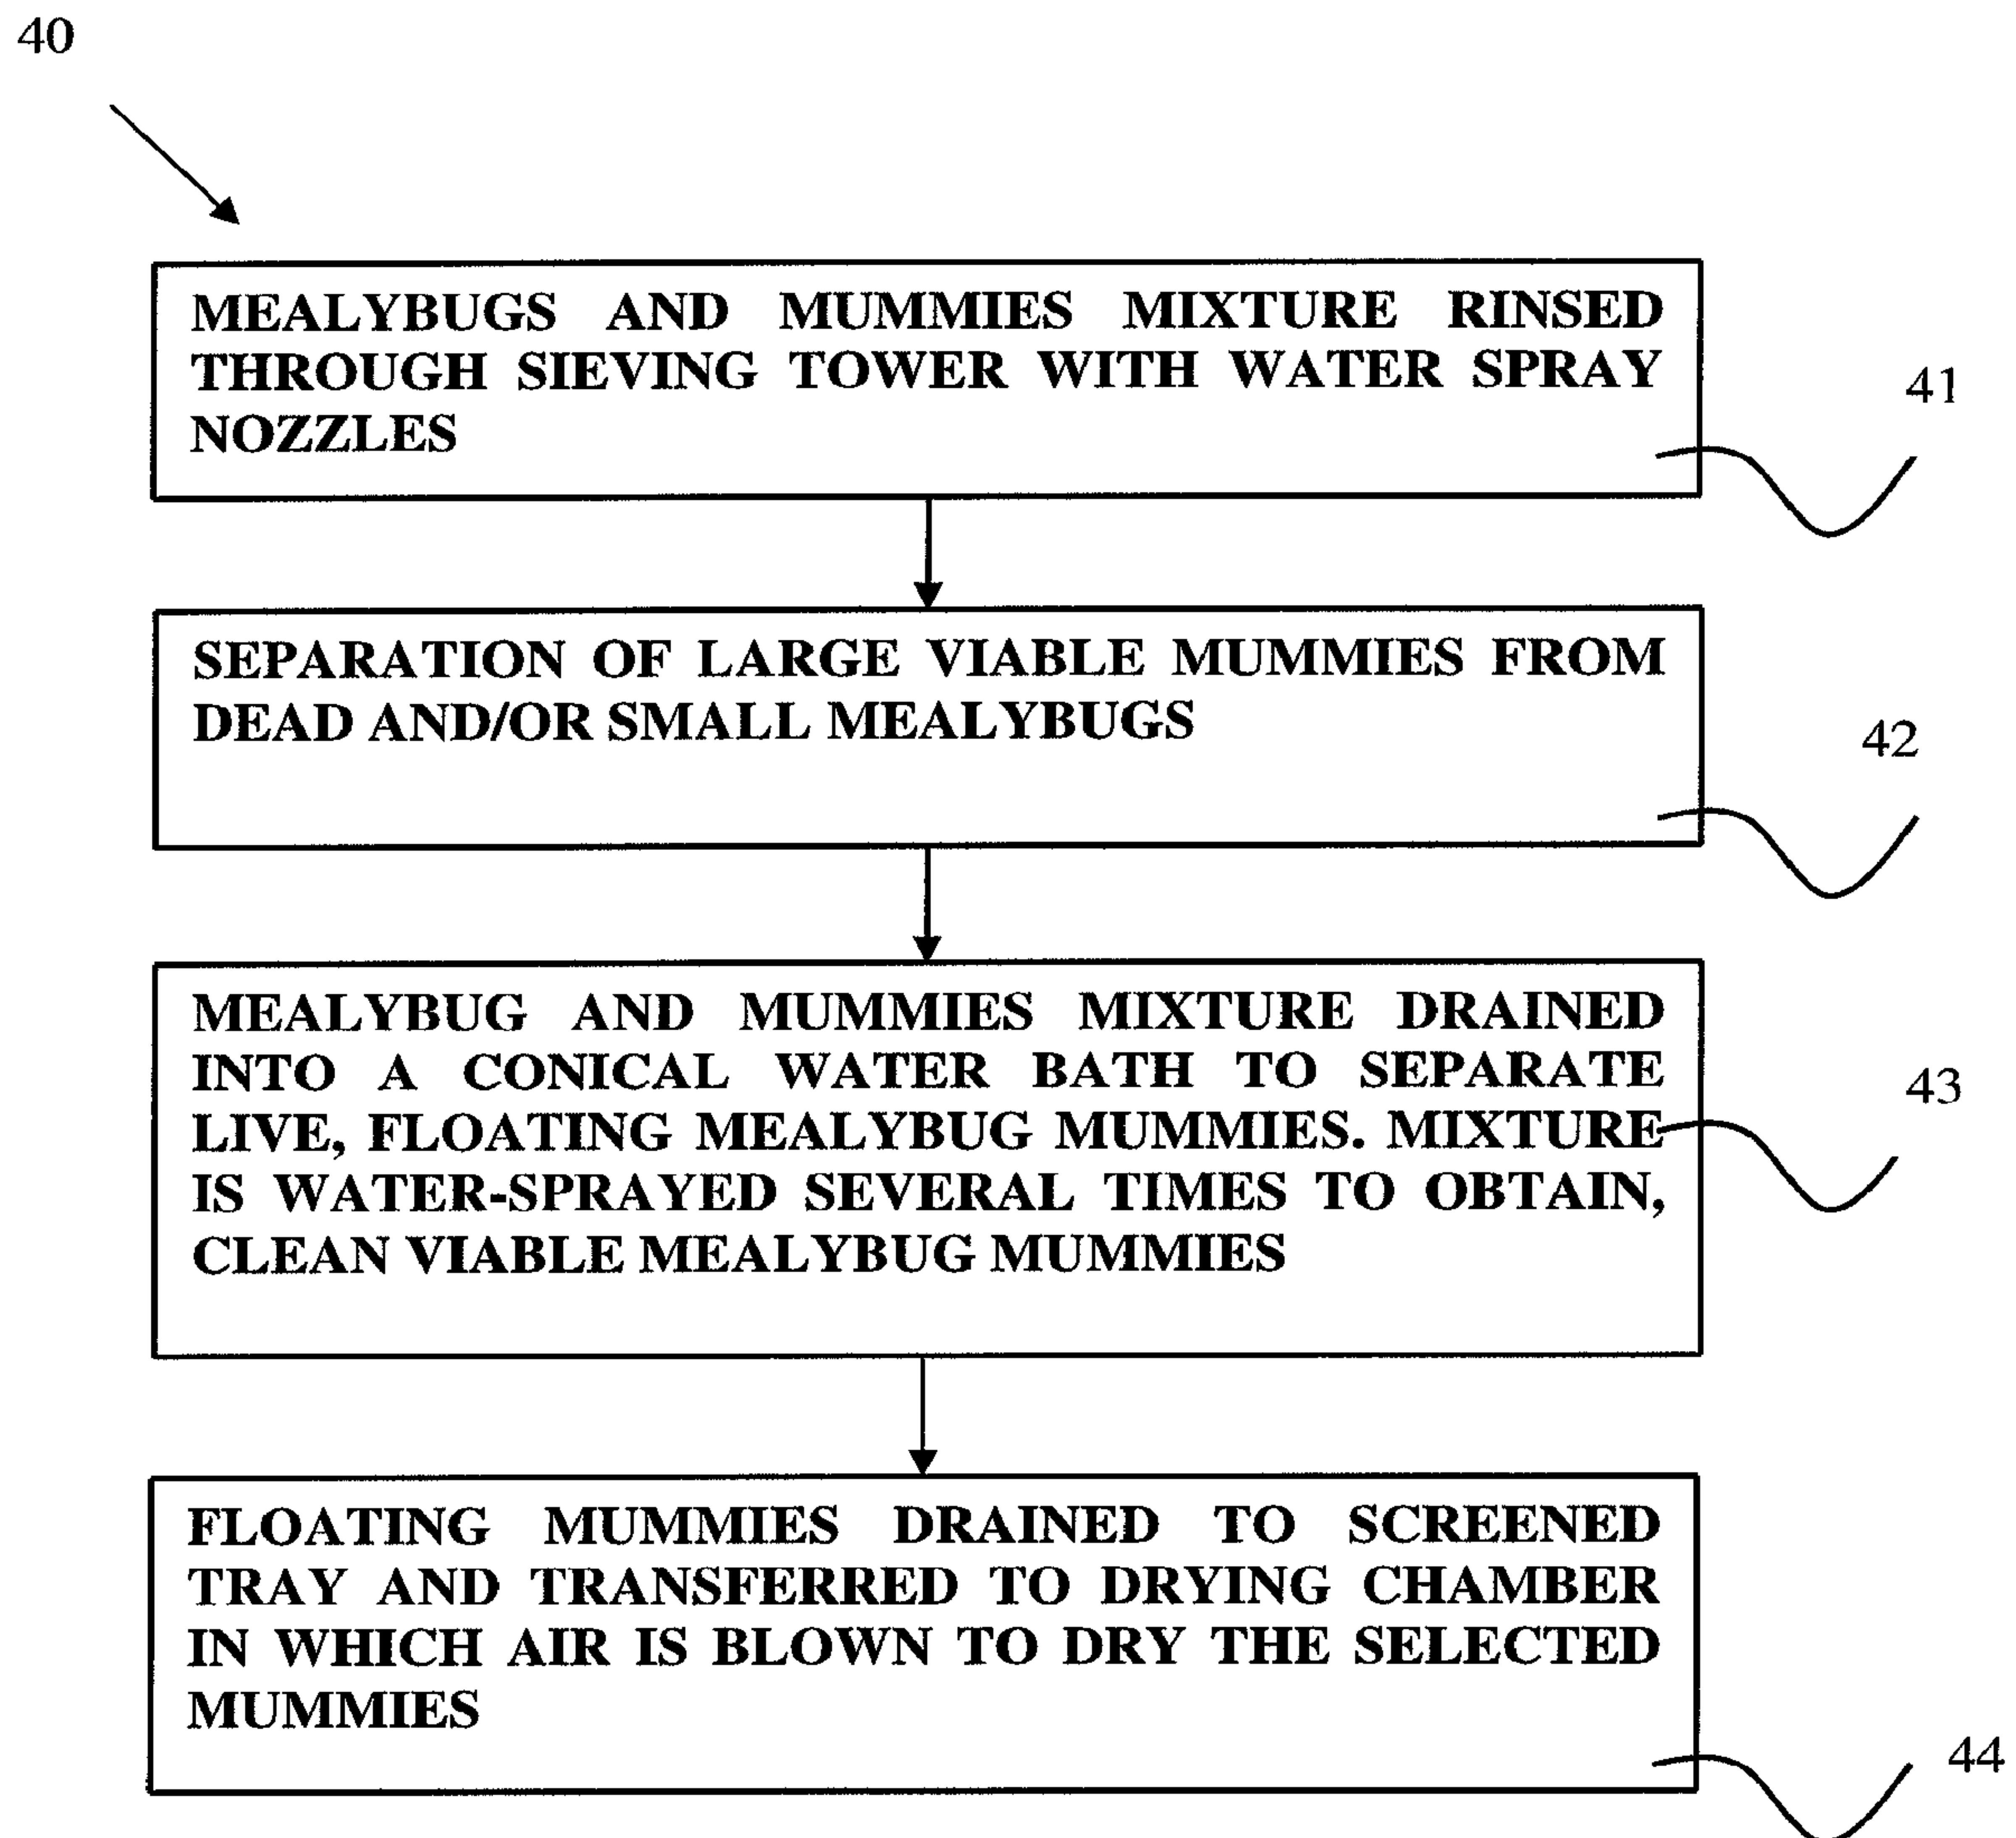 40
MEALYBUGS AND MUMMIES MIXTURE RINSED
THROUGH SIEVING TOWER WITH WATER SPRAY
NOZZLES
41
SEPARATION OF LARGE VIABLE MUMMIES FROM
DEAD AND/OR SMALL MEALYBUGS
42
MEALYBUG AND MUMMIES MIXTURE DRAINED
INTO A CONICAL WATER BATH TO SEPARATE
LIVE, FLOATING MEALYBUG MUMMIES. MIXTURE
IS WATER-SPRAYED SEVERAL TIMES TO OBTAIN,
CLEAN VIABLE MEALYBUG MUMMIES
43
FLOATING MUMMIES DRAINED TO SCREENED
TRAY AND TRANSFERRED TO DRYING CHAMBER
IN WHICH AIR IS BLOWN TO DRY THE SELECTED
MUMMIES
44